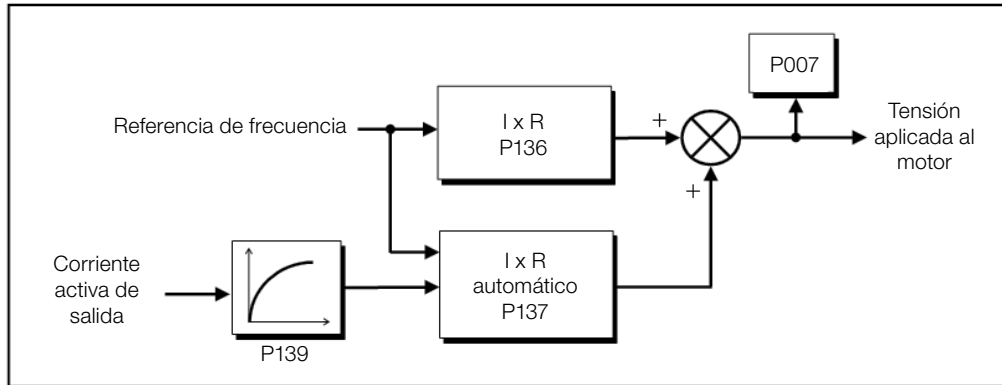 P007
Referencia de frecuencia
I x R
P136
+
Tensión
aplicada al
motor
+
Corriente
activa de
salida
I x R
automático
P137
P139